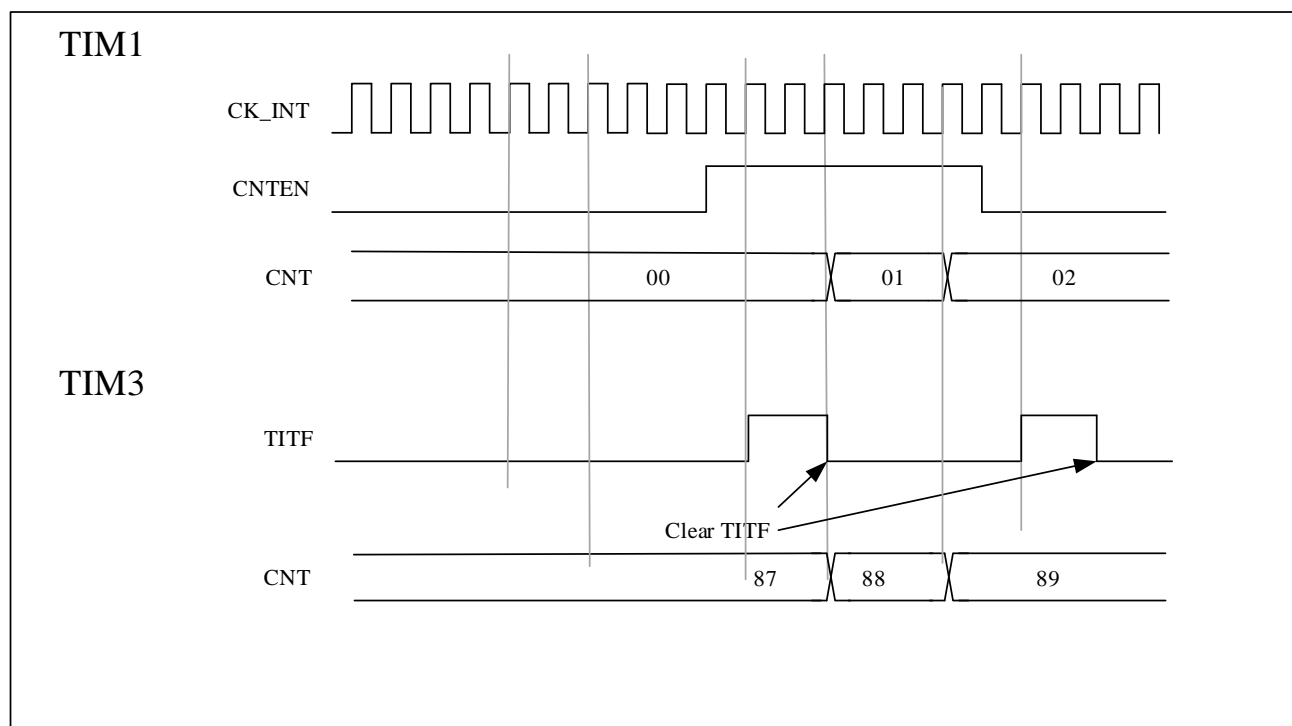 TIM1
CK_INT
CNTEN
CNT 00 01 02
TIM3
TITF
Clear TITF
CNT 87 88 89